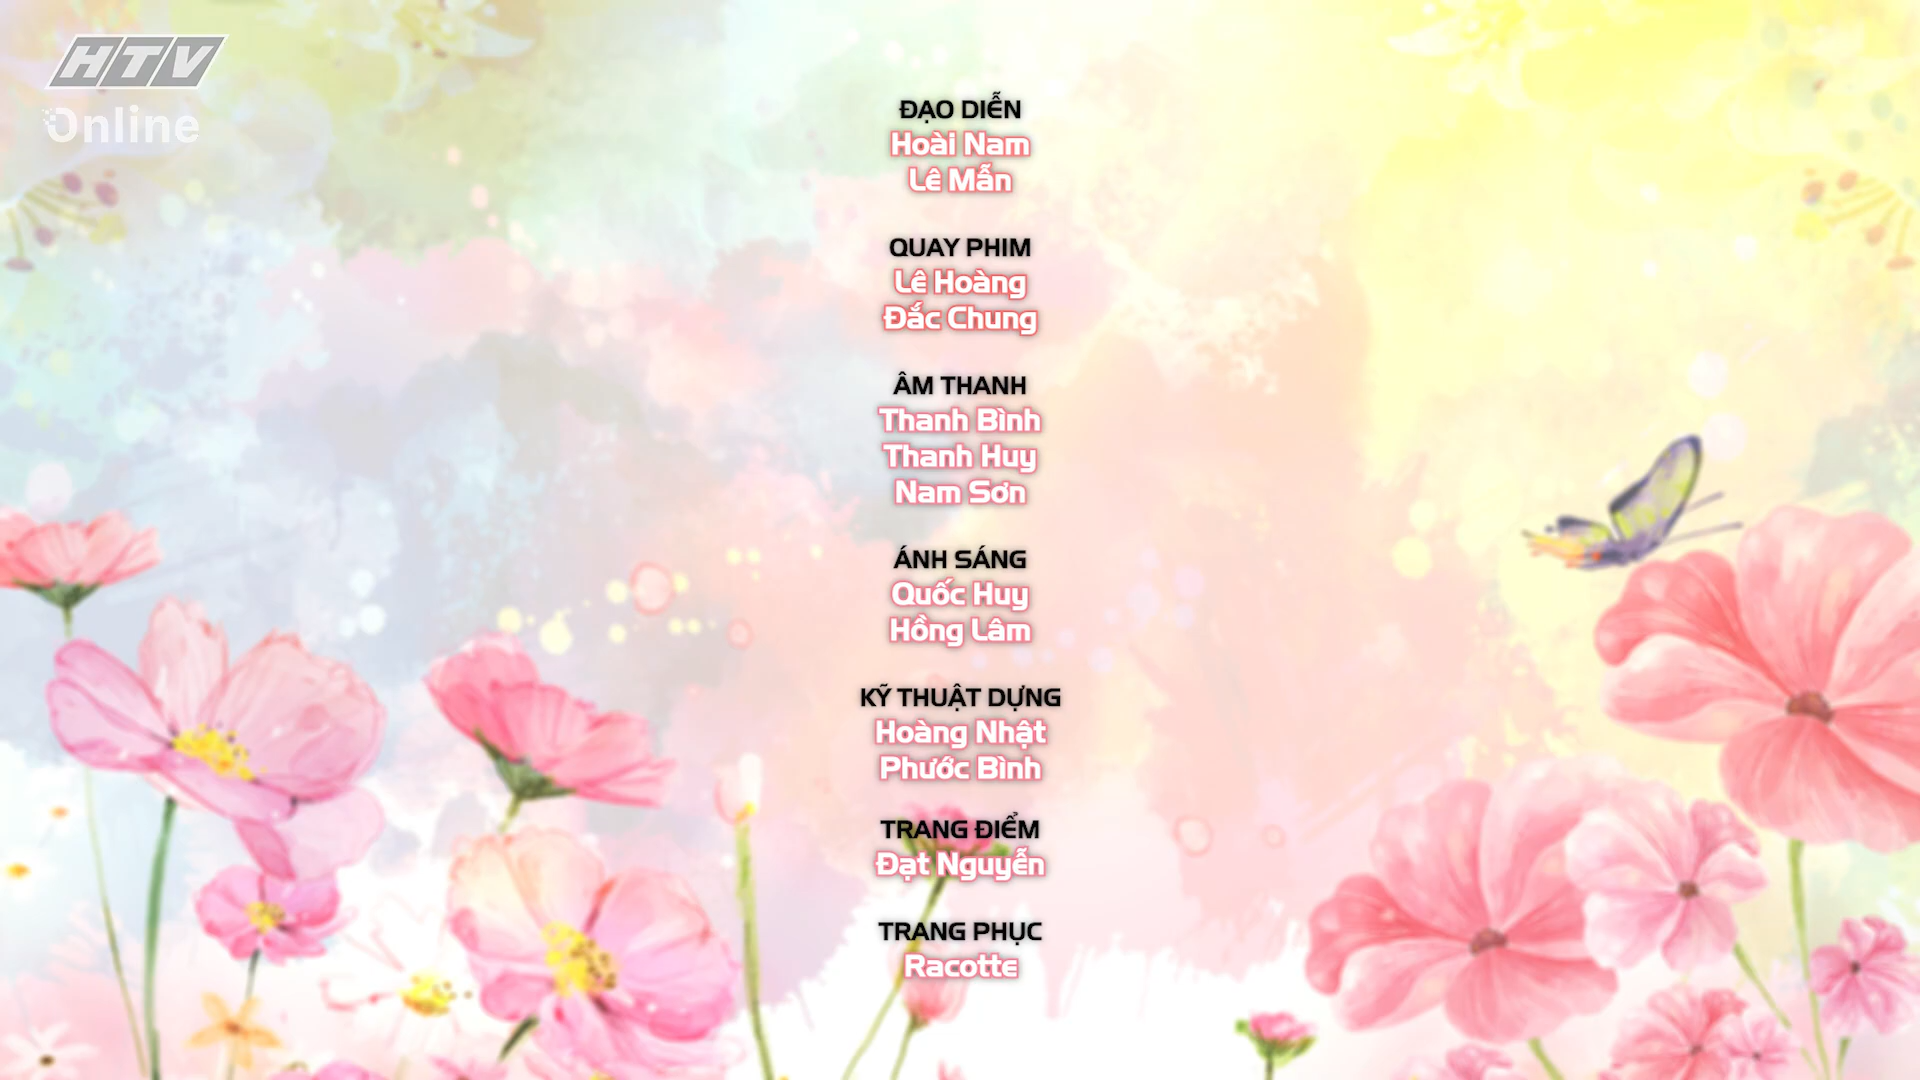 HTV
Online
ĐẠO DIỄN
Hoài Nam
Lê Mẫn
QUAY PHIM
Lê Hoàng
Đắc Chung
ÂM THANH
Thanh Bình
Thanh Huy
Nam Sơn
ÁNH SÁNG
Quốc Huy
Hồng Lâm
KỸ THUẬT DỰNG
Hoàng Nhật
Phước Bình
TRANG ĐIỂM
Đạt Nguyễn
TRANG PHỤC
Racotte